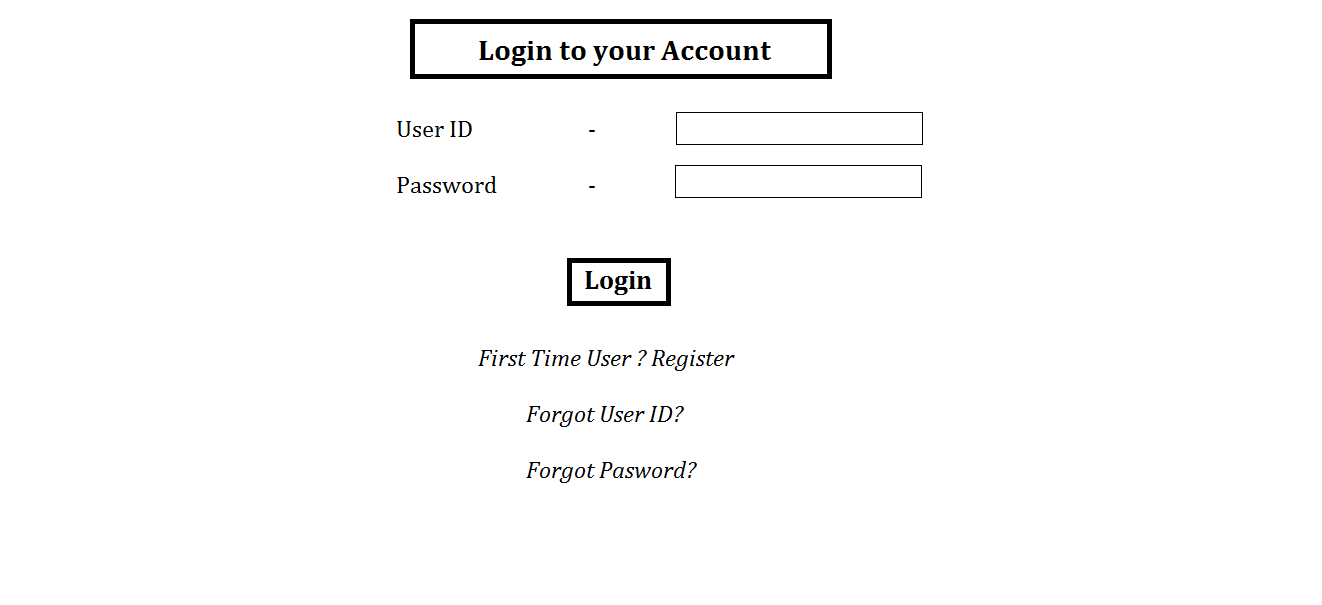 Login to your Account
User ID -
Password -
Login
First Time User ? Register
Forgot User ID?
Forgot Pasword?